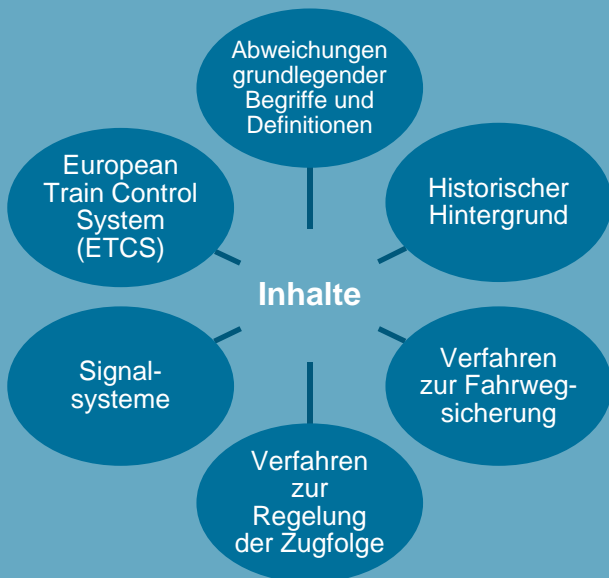 Abweichungen
grundlegender
Begriffe und
Definitionen
European
Train Control
System
(ETCS)
Historischer
Hintergrund
Inhalte
Signal-
systeme
Verfahren
zur Fahrweg-
sicherung
Verfahren
zur
Regelung
der Zugfolge